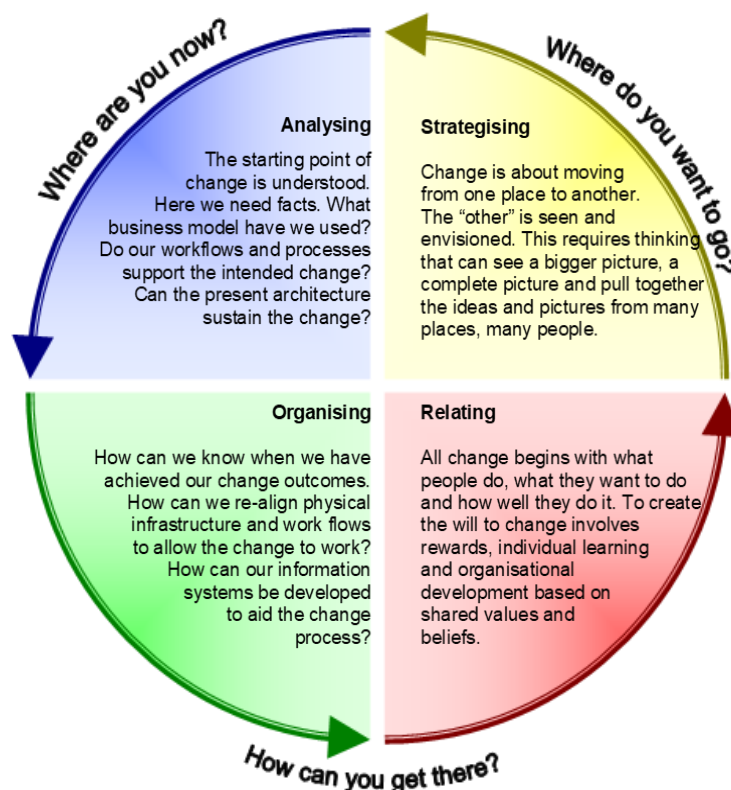 Where are you now?
Where do you want to go?
Analysing
The starting point of
change is understood.
Here we need facts. What
business model have we used?
Do our workflows and processes
support the intended change?
Can the present architecture
sustain the change?
Strategising
Change is about moving
from one place to another.
The “other” is seen and
envisioned. This requires thinking
that can see a bigger picture, a
complete picture and pull together
the ideas and pictures from many
places, many people.
Organising
How can we know when we have
achieved our change outcomes.
How can we re-align physical
infrastructure and work flows
to allow the change to work?
How can our information
systems be developed
to aid the change
process?
Relating
All change begins with what
people do, what they want to do
and how well they do it. To create
the will to change involves
rewards, individual learning
and organisational
development based on
shared values and
beliefs.
How can you get there?